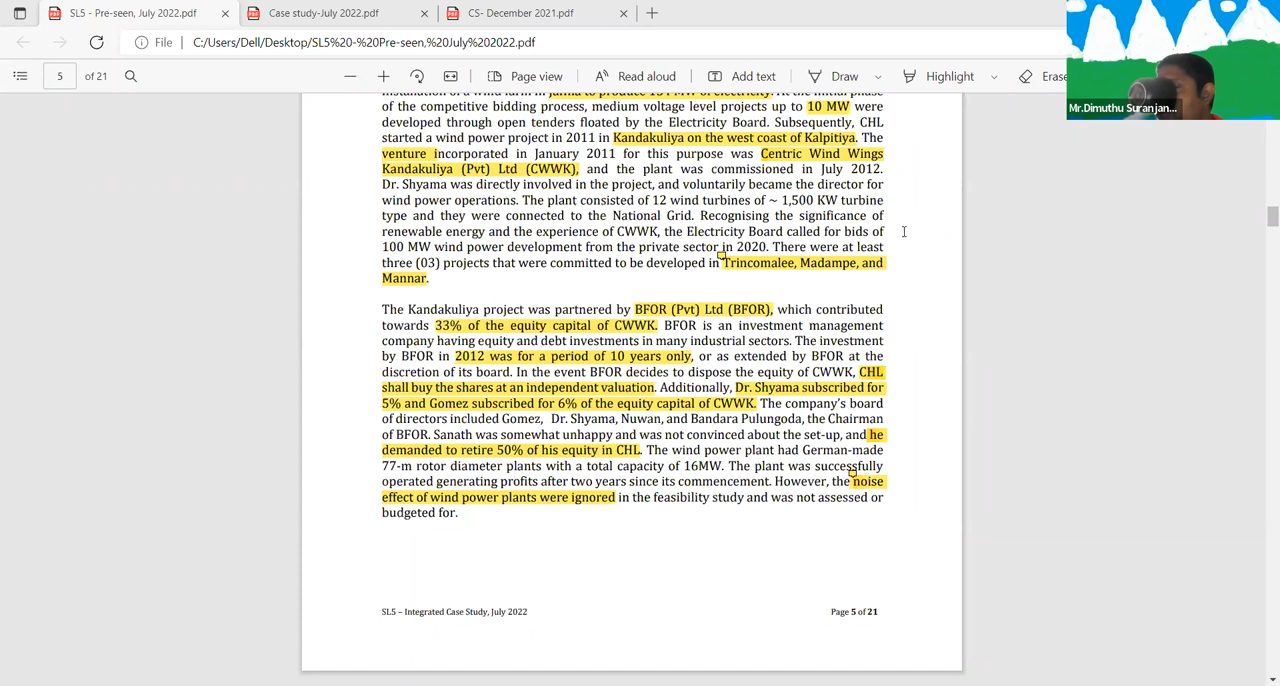 SL5 - Pre-seen, July 2022.pdf
Case study-July 2022.pdf
CS- December 2021.pdf
File
C:/Users/Dell/Desktop/SL5%20-%20Pre-seen,%20July%202022.pdf
5 of 21
Page view
Read aloud
Add text
Draw
Highlight
Erase
of the competitive bidding process, medium voltage level projects up to 10 MW were
developed through open tenders floated by the Electricity Board. Subsequently, CHL
started a wind power project in 2011 in Kandakuliya on the west coast of Kalpitiya. The
venture incorporated in January 2011 for this purpose was Centric Wind Wings
Kandakuliya (Pvt) Ltd (CWWK), and the plant was commissioned in July 2012.
Dr. Shyama was directly involved in the project, and voluntarily became the director for
wind power operations. The plant consisted of 12 wind turbines of ~ 1,500 KW turbine
type and they were connected to the National Grid. Recognising the significance of
renewable energy and the experience of CWWK, the Electricity Board called for bids of
100 MW wind power development from the private sector in 2020. There were at least
three (03) projects that were committed to be developed in Trincomalee, Madampe, and
Mannar.
The Kandakuliya project was partnered by BFOR (Pvt) Ltd (BFOR), which contributed
towards 33% of the equity capital of CWWK. BFOR is an investment management
company having equity and debt investments in many industrial sectors. The investment
by BFOR in 2012 was for a period of 10 years only, or as extended by BFOR at the
discretion of its board. In the event BFOR decides to dispose the equity of CWWK, CHL
shall buy the shares at an independent valuation. Additionally, Dr. Shyama subscribed for
5% and Gomez subscribed for 6% of the equity capital of CWWK. The company's board
of directors included Gomez, Dr. Shyama, Nuwan, and Bandara Pulungoda, the Chairman
of BFOR. Sanath was somewhat unhappy and was not convinced about the set-up, and he
demanded to retire 50% of his equity in CHL. The wind power plant had German-made
77-m rotor diameter plants with a total capacity of 16MW. The plant was successfully
operated generating profits after two years since its commencement. However, the noise
effect of wind power plants were ignored in the feasibility study and was not assessed or
budgeted for.
SL5 – Integrated Case Study, July 2022
Page 5 of 21
Mr.Dimuthu Suranjan...